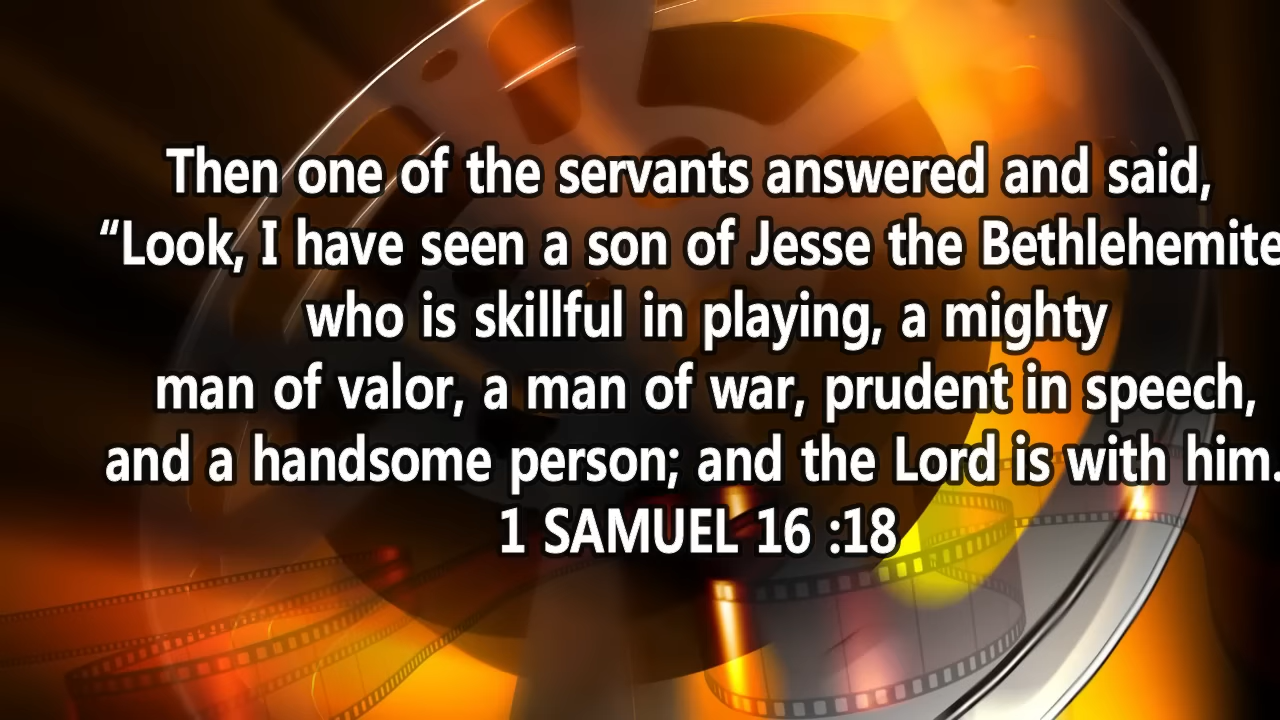 Then one of the servants answered and said,
“Look, I have seen a son of Jesse the Bethlehemite
who is skillful in playing, a mighty
man of valor, a man of war, prudent in speech,
and a handsome person; and the Lord is with him.
1 SAMUEL 16 :18